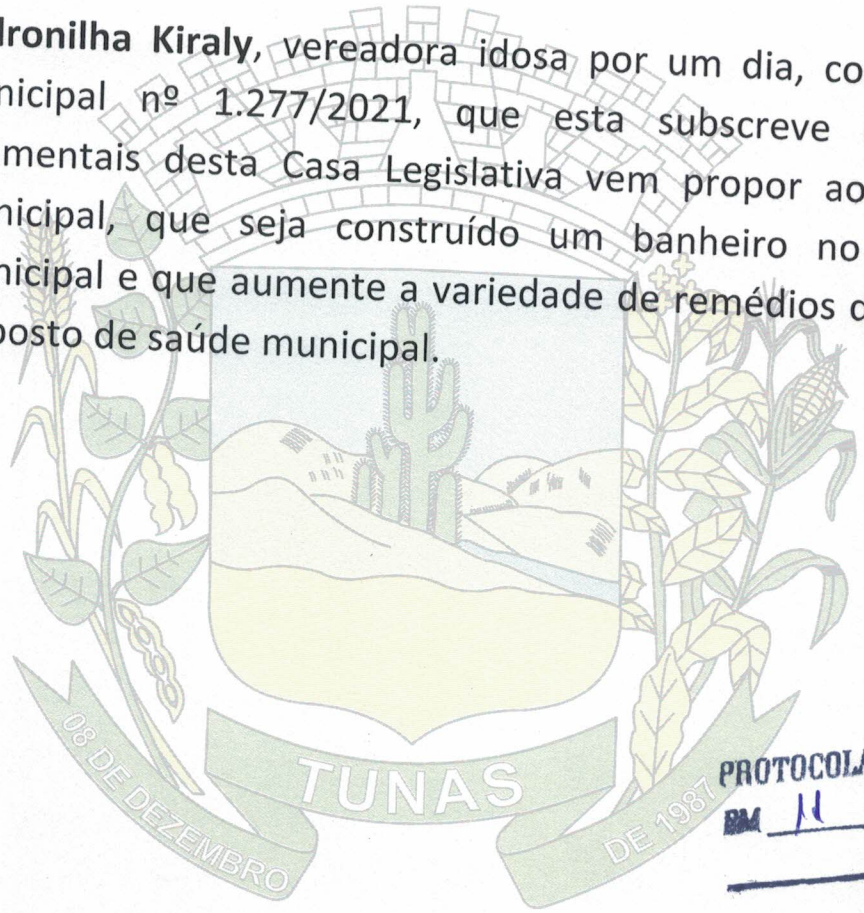 dronilha Kiraly, vereadora idosa por um dia, co
nicipal nº 1.277/2021, que esta subscreve
mentais desta Casa Legislativa vem propor ao
nicipal, que seja construído um banheiro no
nicipal e que aumente a variedade de remédios d
posto de saúde municipal.
08 DE DEZEMBRO
TUNAS
DE 1987
PROTOCOLA
EM 11